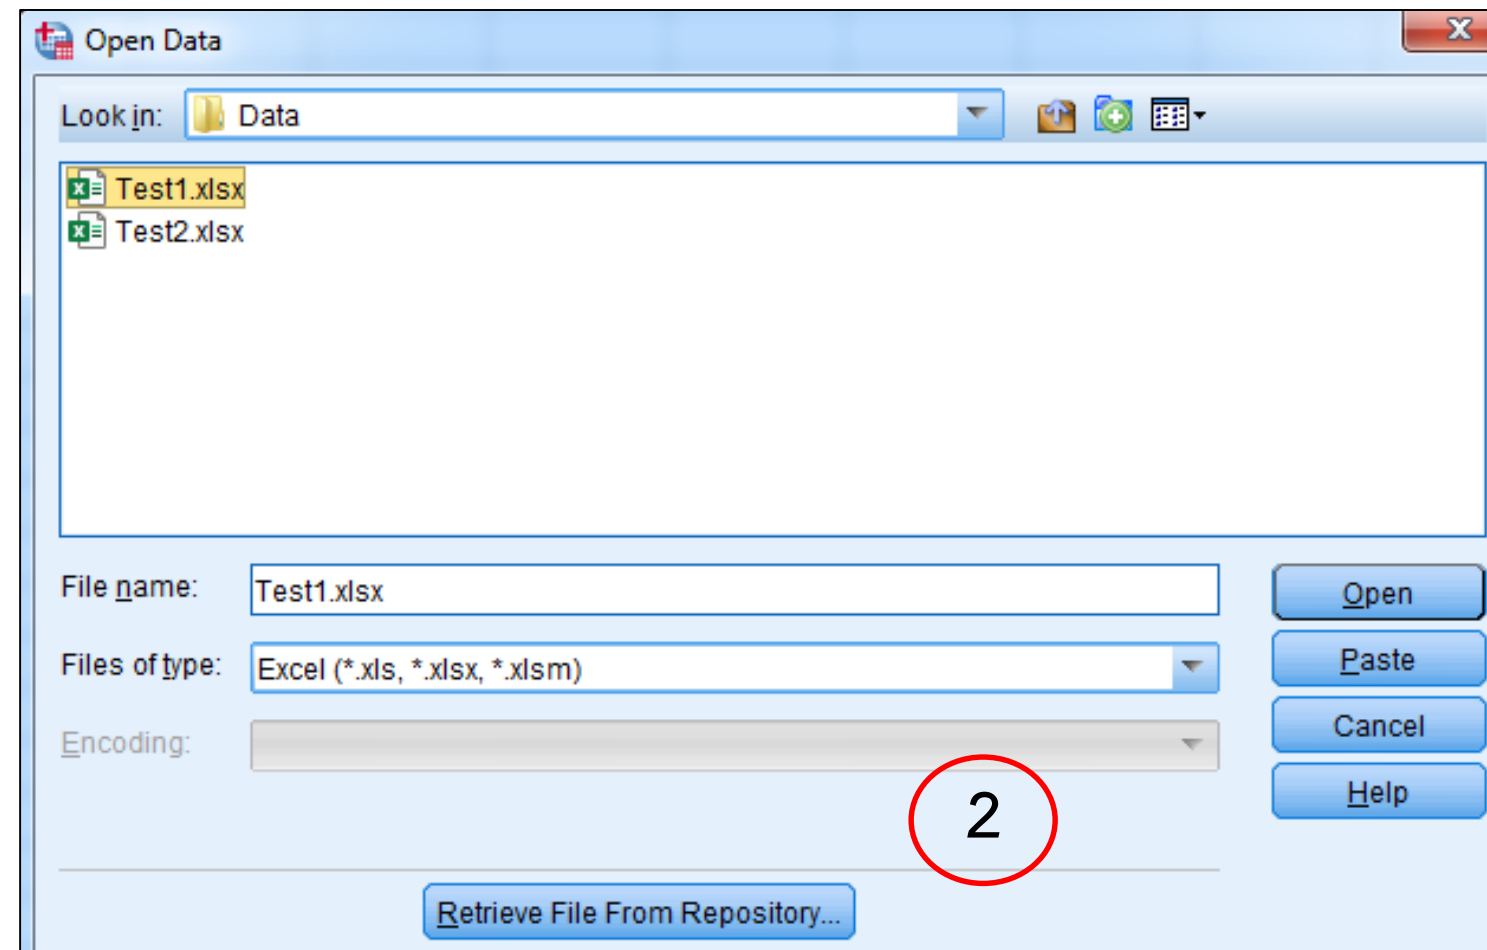 Open Data
Look in: Data
Test1.xlsx
Test2.xlsx
File name: Test1.xlsx
Open
Files of type: Excel (*.xls, *.xlsx, *.xlsm)
Paste
Encoding:
Cancel
2
Help
Retrieve File From Repository...